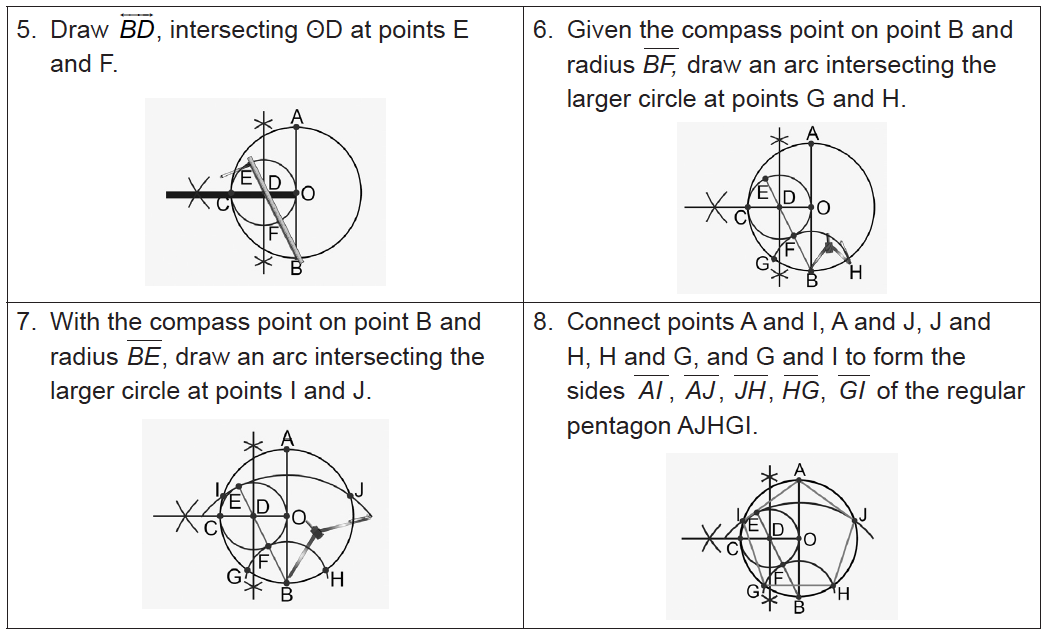 5. Draw BD, intersecting ⊙D at points E
and F.
A
E
D
O
C
F
B
6. Given the compass point on point B and
radius BF, draw an arc intersecting the
larger circle at points G and H.
A
E
D
O
C
F
G
H
B
7. With the compass point on point B and
radius BE, draw an arc intersecting the
larger circle at points I and J.
A
I
J
E
D
O
C
F
G
H
B
8. Connect points A and I, A and J, J and
H, H and G, and G and I to form the
sides AI, AJ, JH, HG, GI of the regular
pentagon AJHGI.
A
I
J
E
D
O
C
F
G
H
B